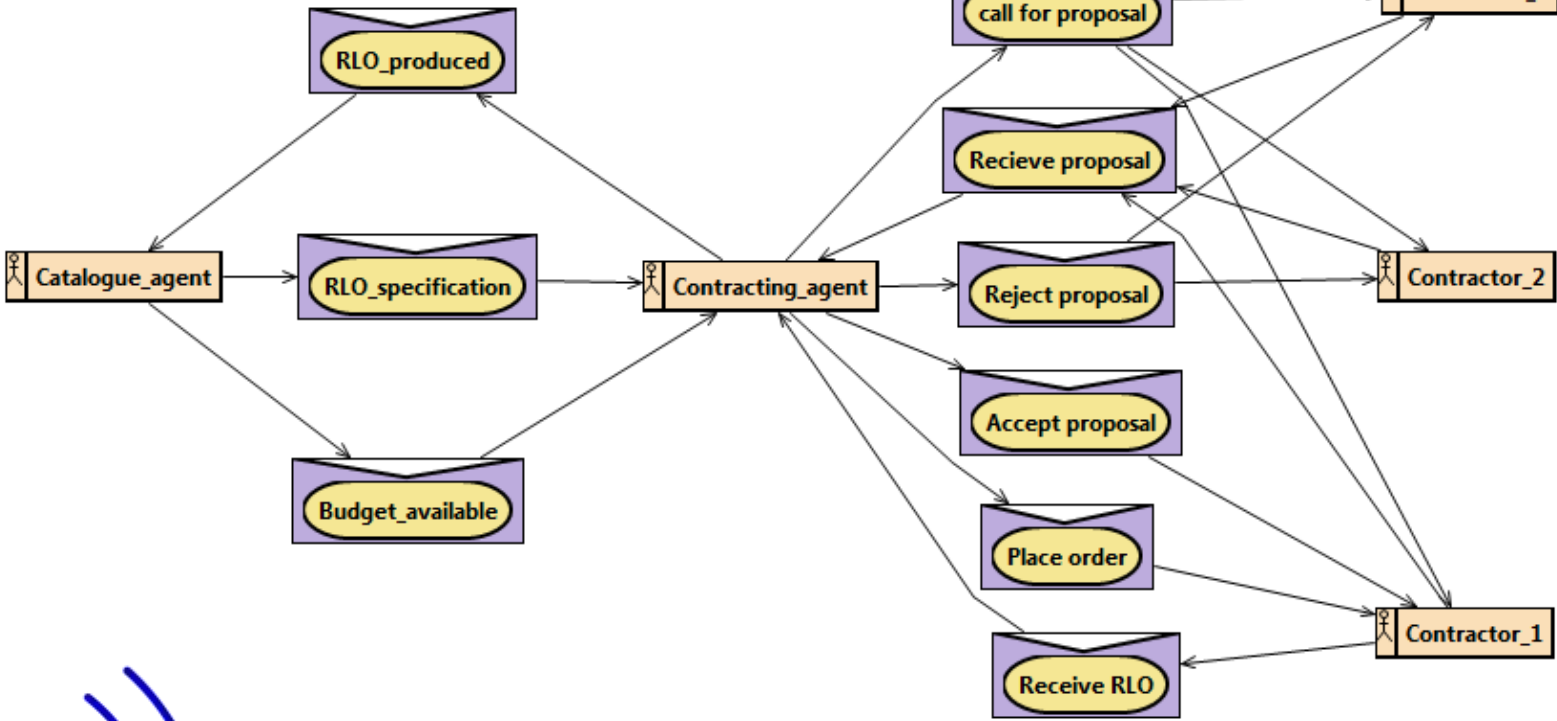 call for proposal
RLO_produced
Recieve proposal
Catalogue_agent
RLO_specification
Contracting_agent
Reject proposal
Contractor_2
Accept proposal
Budget_available
Place order
Contractor_1
Receive RLO